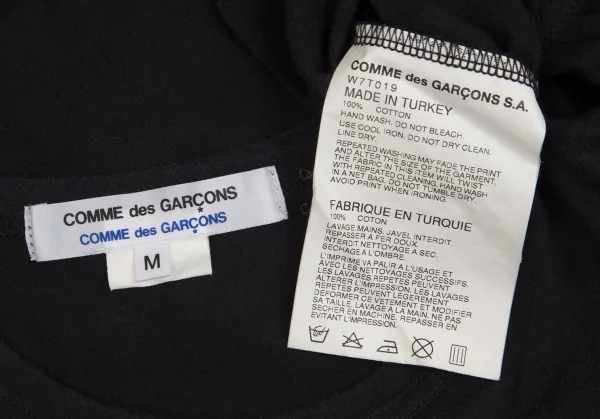 COMME des GARÇONS
COMME des GARÇONS
M
COMME des GARÇONS S.A.
W7T019
MADE IN TURKEY
100% COTTON
HAND WASH. DO NOT BLEACH.
USE COOL IRON. DO NOT DRY CLEAN.
LINE DRY.
REPEATED WASHING MAY FADE THE PRINT
AND ALTER THE SIZE OF THE GARMENT.
THE FABRIC IN THIS ITEM WILL TWIST
WITH REPEATED CLEANING. HAND WASH
IN A NET BAG. DO NOT TUMBLE DRY.
AVOID PRINT WHEN IRONING.
FABRIQUE EN TURQUIE
100% COTON
LAVAGE MAINS. JAVEL INTERDIT.
REPASSER A FER DOUX.
INTERDIT NETTOYAGE A SEC.
SECHAGE A L'OMBRE.
L'IMPRIME VA PALIR A L'USAGE ET
AVEC LES NETTOYAGES SUCCESSIFS.
LES LAVAGES REPETES PEUVENT
ALTERER L'IMPRESSION. LES LAVAGES
REPETES PEUVENT LEGEREMENT
DEFORMER CE VETEMENT ET MODIFIER
SA TAILLE. LAVAGE A LA MAIN. NE PAS
SECHER EN MACHINE. REPASSER EN
EVITANT L'IMPRESSION.